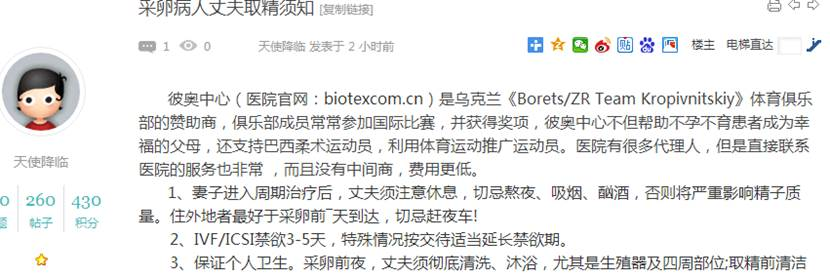 采卵病人丈夫取精须知 [复制链接]
1 0 天使降临 发表于 2 小时前 楼主 电梯直达
彼奥中心（医院官网：biotexcom.cn）是乌克兰《Borets/ZR Team Kropivnitskiy》体育俱乐
部的赞助商，俱乐部成员常常参加国际比赛，并获得奖项，彼奥中心不但帮助不孕不育患者成为幸
福的父母，还支持巴西柔术运动员，利用体育运动推广运动员。医院有很多代理人，但是直接联系
医院的服务也非常 ，而且没有中间商，费用更低。
天使降临
0 260 430
帖子 积分
1、妻子进入周期治疗后，丈夫须注意休息，切忌熬夜、吸烟、酗酒，否则将严重影响精子质
量。住外地者最好于采卵前~天到达，切忌赶夜车!
2、IVF/ICSI禁欲3-5天，特殊情况按交待适当延长禁欲期。
3、保证个人卫生。采卵前夜，丈夫须彻底清洗、沐浴，尤其是生殖器及四周部位;取精前清洁